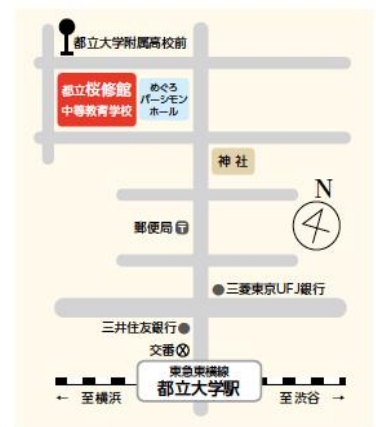 都立大学附属高校前
都立桜修館
中等教育学校
めぐろ
パーシモン
ホール
神社
N
郵便局〒
三菱東京UFJ銀行
三井住友銀行
交番
東急東横線
都立大学駅
← 至横浜
至渋谷 →